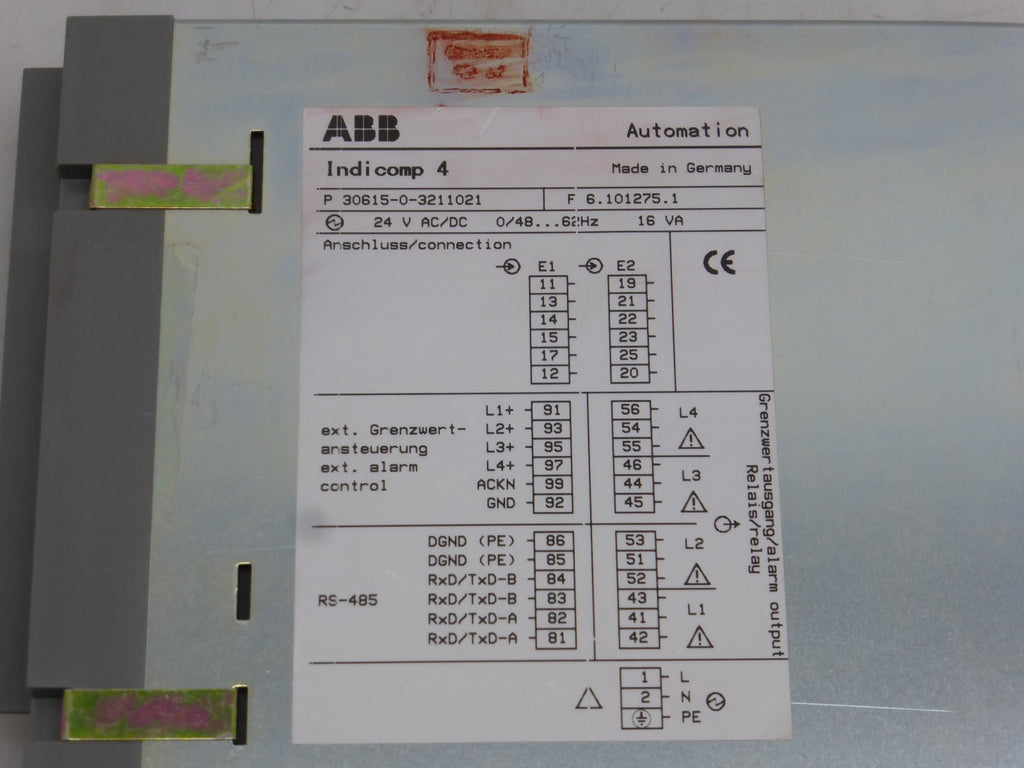 ABB Automation
Indicomp 4 Made in Germany
P 30615-0-3211021 F 6.101275.1
24 V AC/DC 0/48...62Hz 16 VA
Anschluss/connection
E1 E2
CE
11 19
13 21
14 22
15 23
17 25
12 20
L1+ 91 56 L4
ext. Grenzwert- L2+ 93 54
ansteuerung L3+ 95 55
ext. alarm L4+ 97 46
control ACKN 99 44 L3
GND 92 45
DGND (PE) 86 53 L2
DGND (PE) 85 51
RxD/TxD-B 84 52
RS-485 RxD/TxD-B 83 43
RxD/TxD-A 82 41 L1
RxD/TxD-A 81 42
Grenzwertausgang/alarm output
Relais/relay
1 L
2 N
PE